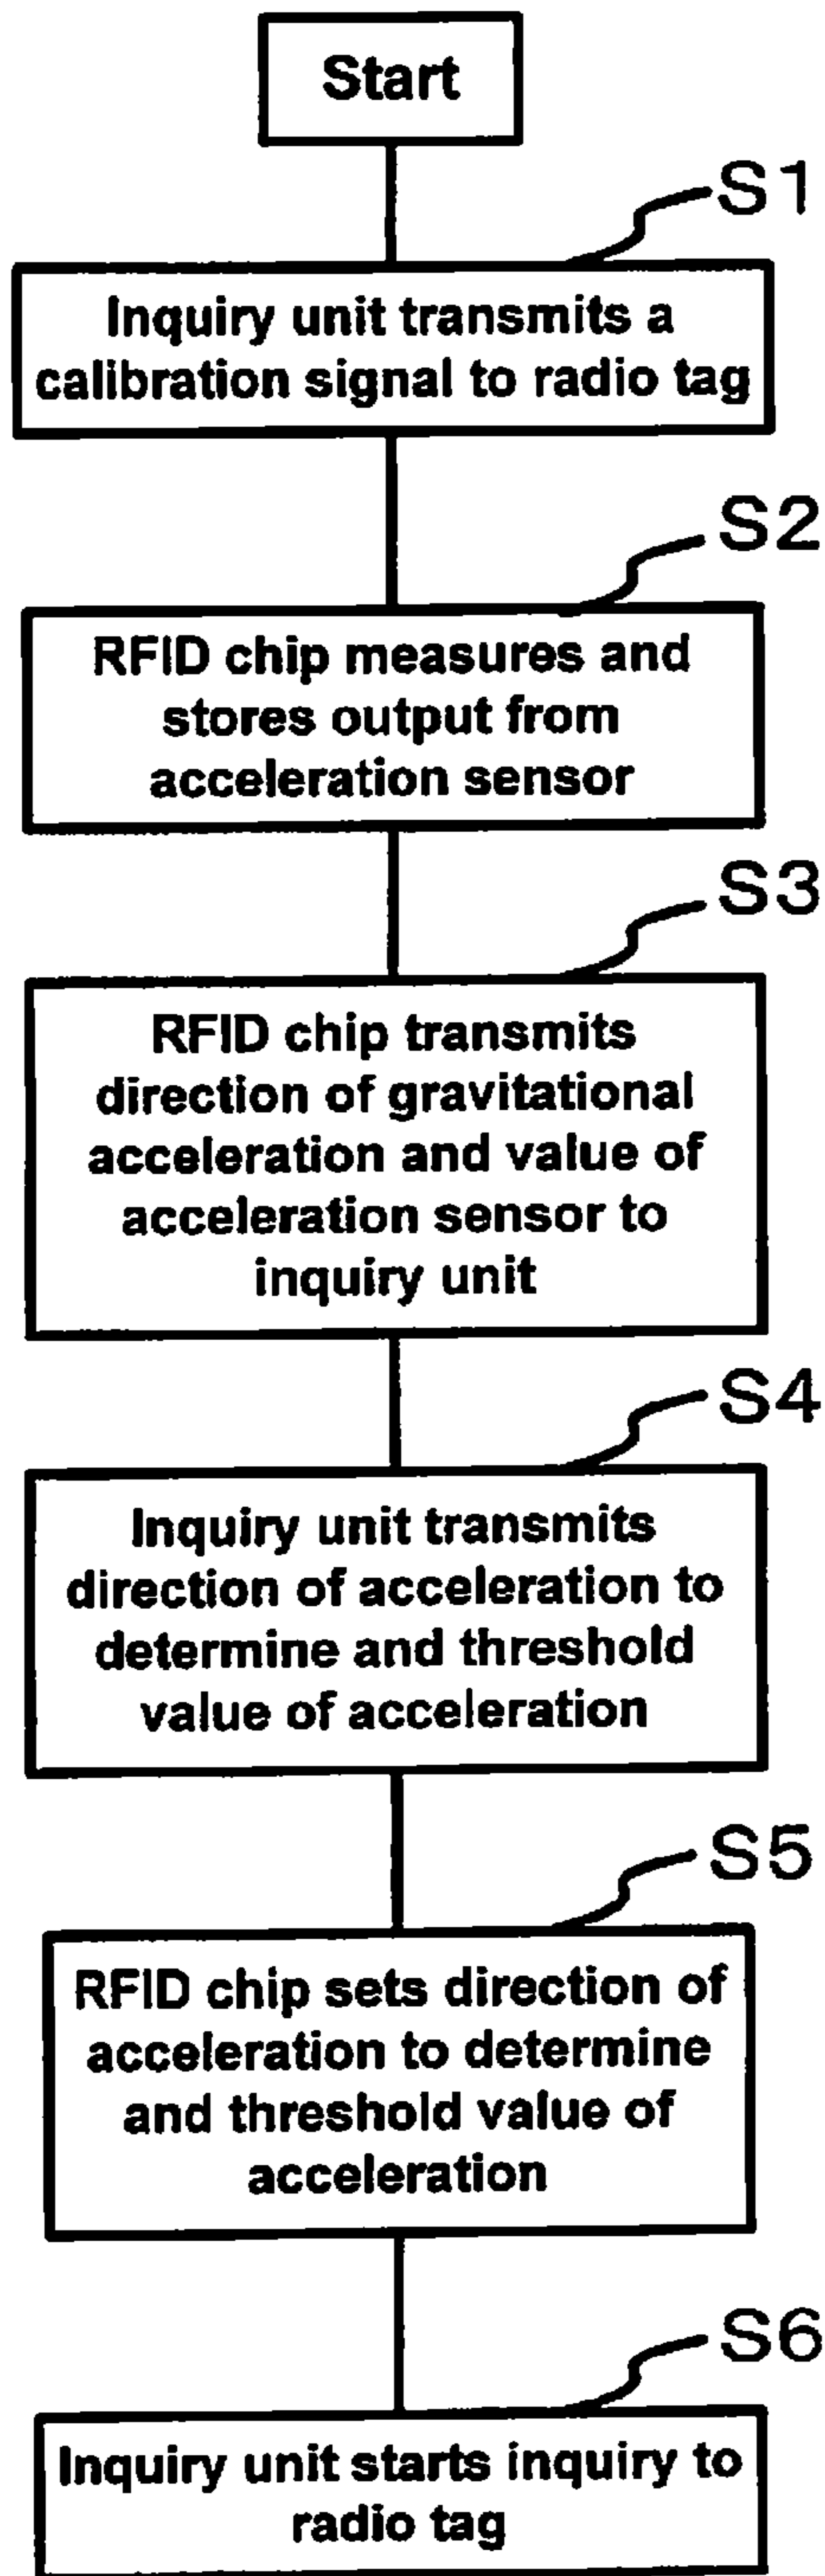 Start
S1
Inquiry unit transmits a
calibration signal to radio tag
S2
RFID chip measures and
stores output from
acceleration sensor
S3
RFID chip transmits
direction of gravitational
acceleration and value of
acceleration sensor to
inquiry unit
S4
Inquiry unit transmits
direction of acceleration to
determine and threshold
value of acceleration
S5
RFID chip sets direction of
acceleration to determine
and threshold value of
acceleration
S6
Inquiry unit starts inquiry to
radio tag